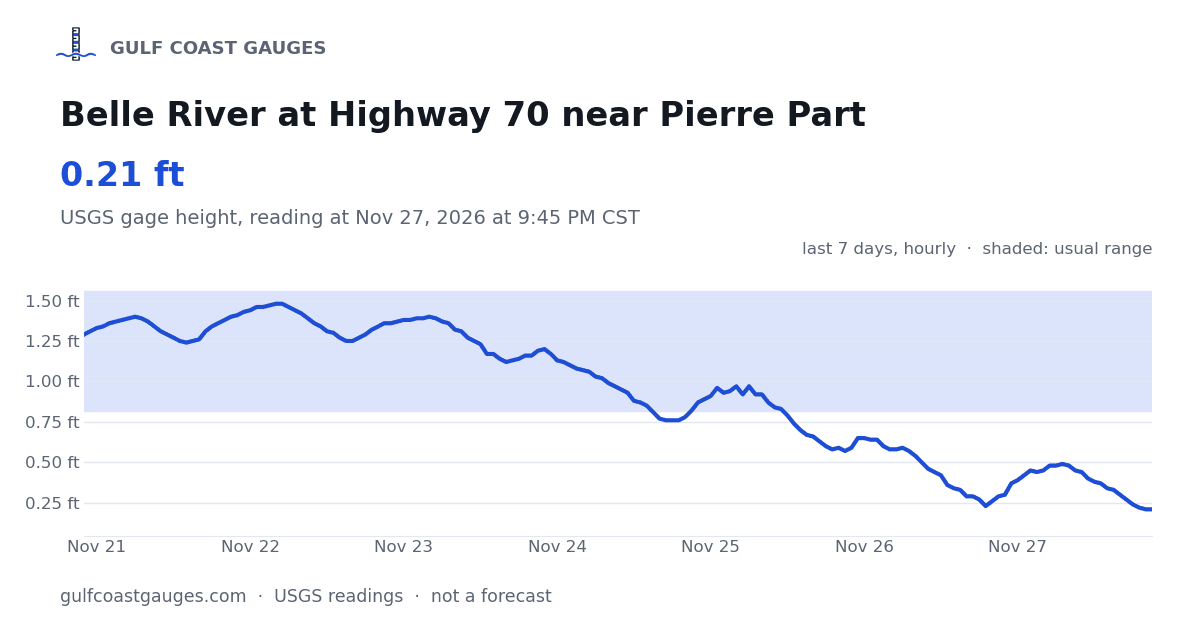 GULF COAST GAUGES
Belle River at Highway 70 near Pierre Part
0.21 ft
USGS gage height, reading at Nov 27, 2026 at 9:45 PM CST
last 7 days, hourly · shaded: usual range
1.50 ft
1.25 ft
1.00 ft
0.75 ft
0.50 ft
0.25 ft
Nov 21 Nov 22 Nov 23 Nov 24 Nov 25 Nov 26 Nov 27
gulfcoastgauges.com · USGS readings · not a forecast